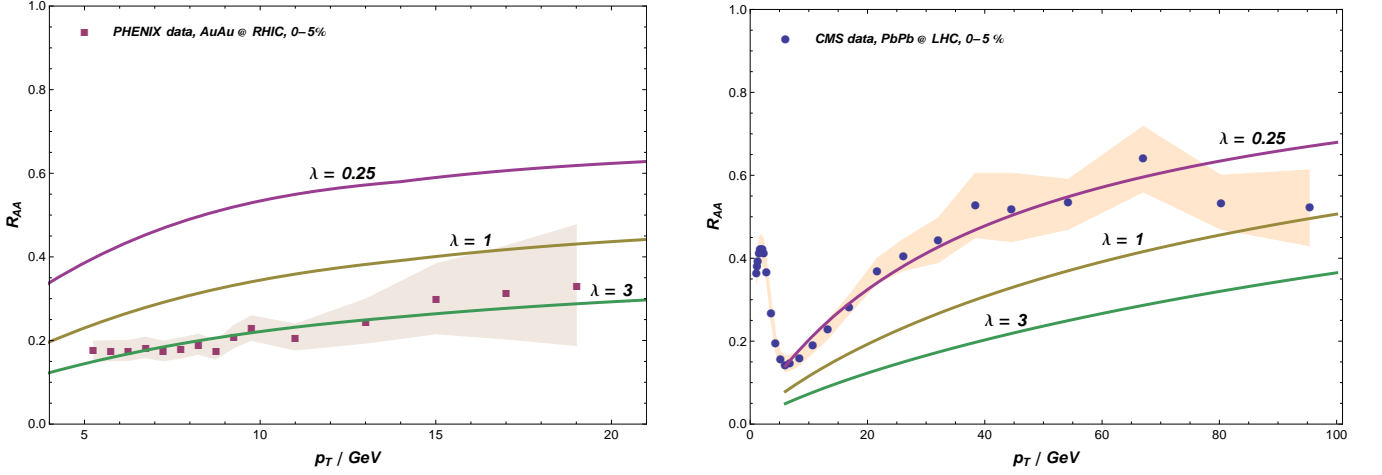 PHENIX data, AuAu @ RHIC, 0–5%
λ = 0.25
λ = 1
λ = 3
R_AA
1.0
0.8
0.6
0.4
0.2
0.0
5
10
15
20
p_T / GeV
CMS data, PbPb @ LHC, 0–5 %
λ = 0.25
λ = 1
λ = 3
R_AA
1.0
0.8
0.6
0.4
0.2
0.0
0
20
40
60
80
100
p_T / GeV